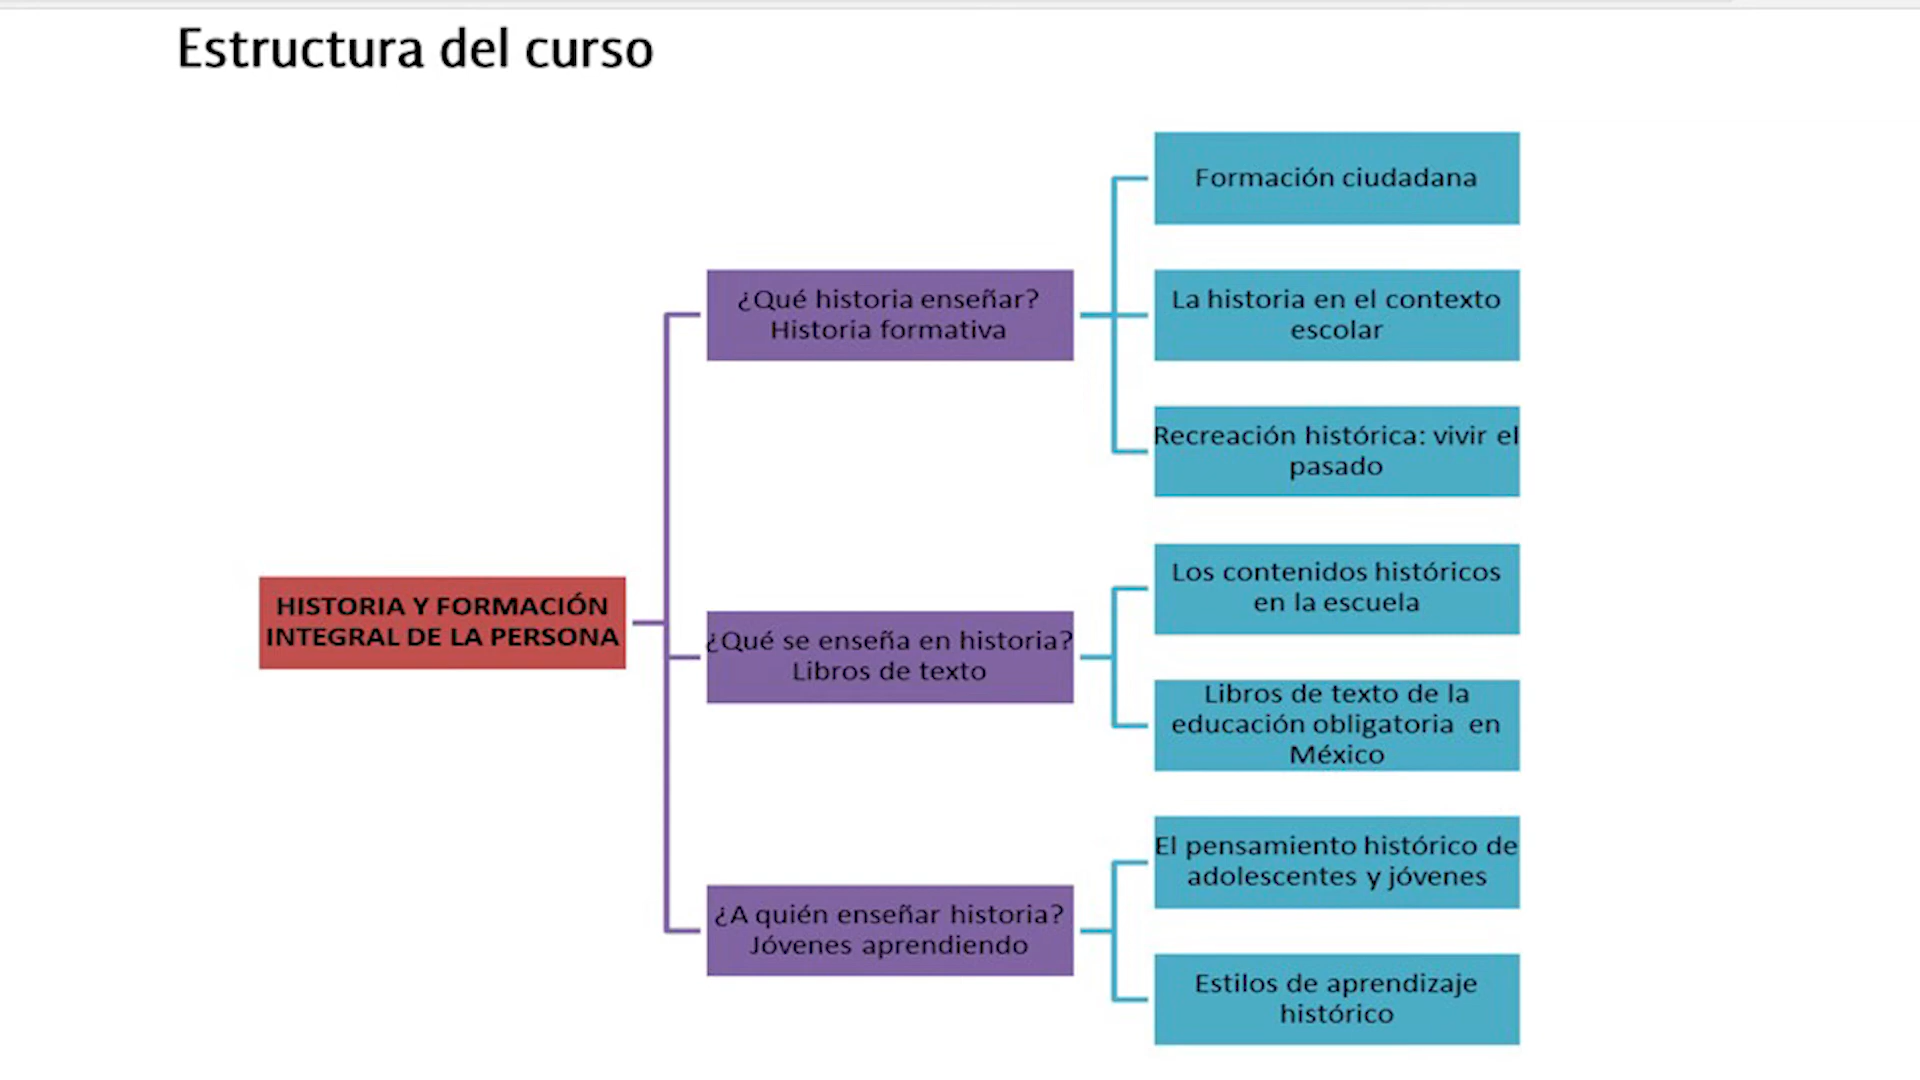 Estructura del curso
Formación ciudadana
¿Qué historia enseñar?
Historia formativa
La historia en el contexto
escolar
Recreación histórica: vivir el
pasado
HISTORIA Y FORMACIÓN
INTEGRAL DE LA PERSONA
¿Qué se enseña en historia?
Libros de texto
Los contenidos históricos
en la escuela
Libros de texto de la
educación obligatoria en
México
¿A quién enseñar historia?
Jóvenes aprendiendo
El pensamiento histórico de
adolescentes y jóvenes
Estilos de aprendizaje
histórico